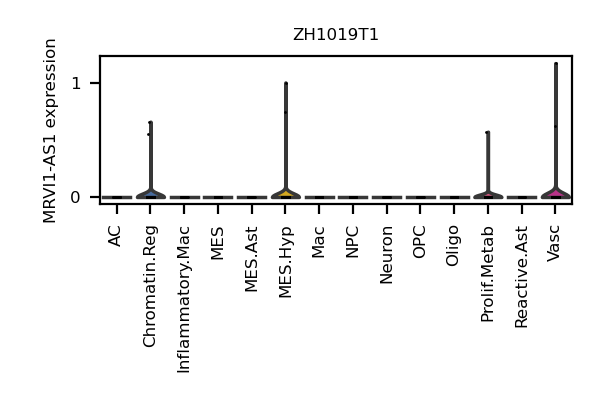 ZH1019T1
MRVI1-AS1 expression
1
0
AC
Chromatin.Reg
Inflammatory.Mac
MES
MES.Ast
MES.Hyp
Mac
NPC
Neuron
OPC
Oligo
Prolif.Metab
Reactive.Ast
Vasc